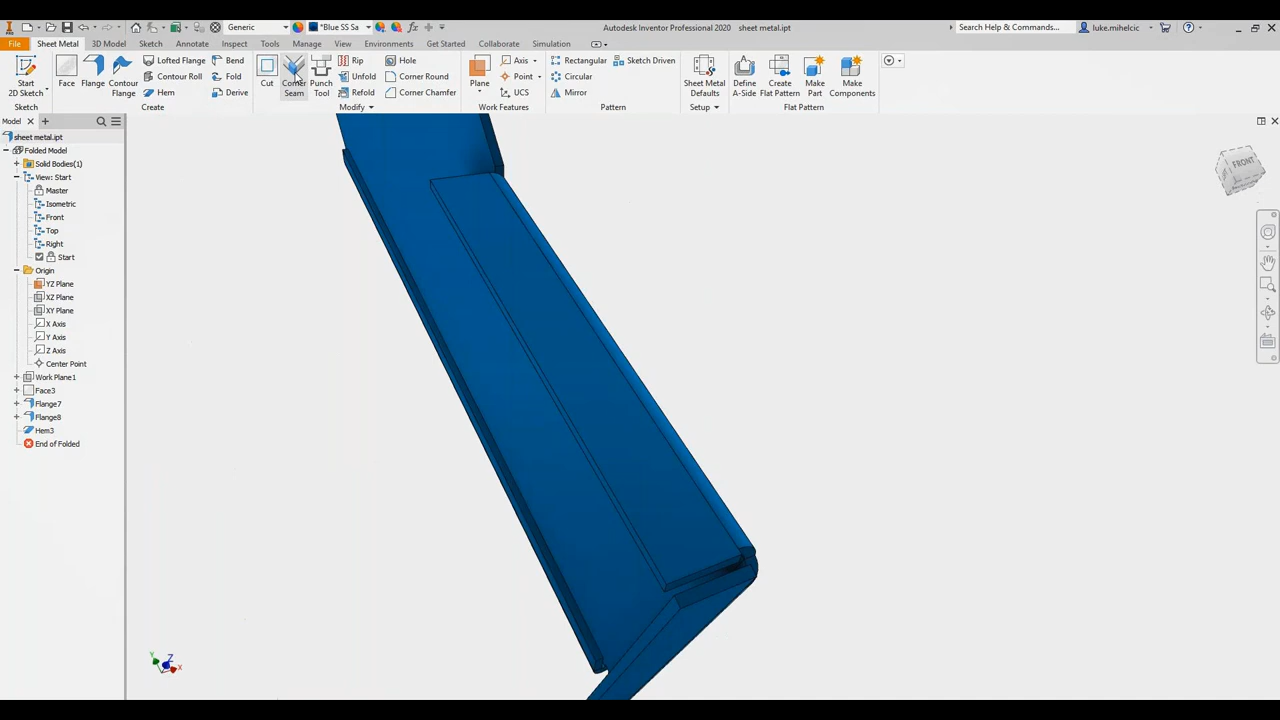 Generic
*Blue SS Sa
Autodesk Inventor Professional 2020 sheet metal.ipt
Search Help & Commands...
luke.mihelcic
File Sheet Metal 3D Model Sketch Annotate Inspect Tools Manage View Environments Get Started Collaborate Simulation
Start
2D Sketch
Sketch
Face
Flange
Contour
Flange
Lofted Flange
Contour Roll
Hem
Bend
Fold
Derive
Create
Cut
Corner
Seam
Punch
Tool
Rip
Unfold
Refold
Hole
Corner Round
Corner Chamfer
Modify
Plane
Axis
Point
UCS
Work Features
Rectangular
Circular
Mirror
Sketch Driven
Pattern
Sheet Metal
Defaults
Setup
Define
A-Side
Create
Flat Pattern
Make
Part
Make
Components
Flat Pattern
Model
sheet metal.ipt
Folded Model
Solid Bodies(1)
View: Start
Master
Isometric
Front
Top
Right
Start
Origin
YZ Plane
XZ Plane
XY Plane
X Axis
Y Axis
Z Axis
Center Point
Work Plane1
Face3
Flange7
Flange8
Hem3
End of Folded
FRONT
Y
Z
X